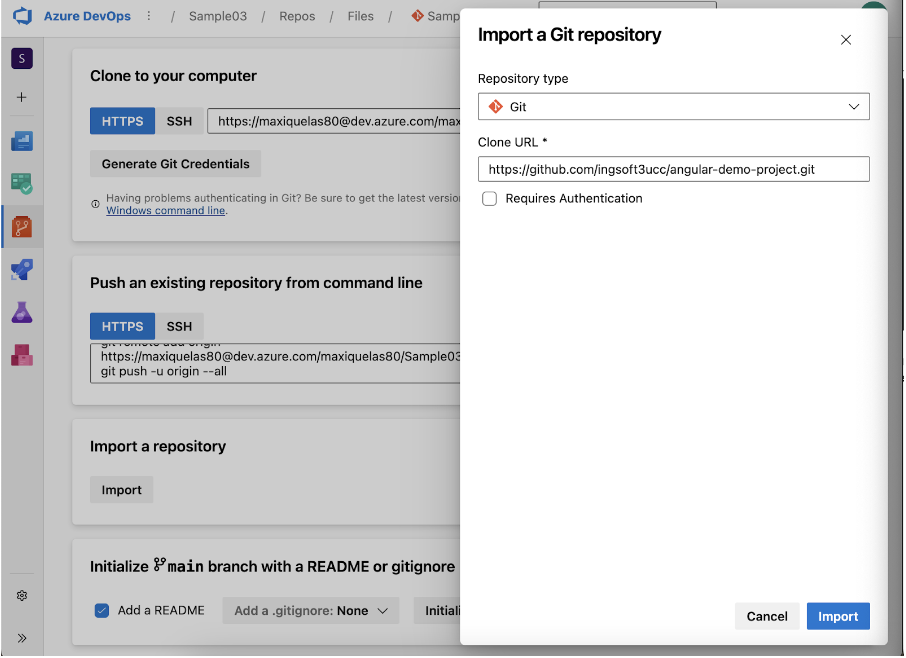 Azure DevOps / Sample03 / Repos / Files / Samp
S
Clone to your computer
HTTPS SSH https://maxiquelas80@dev.azure.com/max
Generate Git Credentials
Having problems authenticating in Git? Be sure to get the latest version
Windows command line.
Push an existing repository from command line
HTTPS SSH
git remote add origin
https://maxiquelas80@dev.azure.com/maxiquelas80/Sample03
git push -u origin --all
Import a repository
Import
Initialize main branch with a README or gitignore
Add a README Add a .gitignore: None Initiali
Import a Git repository
Repository type
Git
Clone URL *
https://github.com/ingsoft3ucc/angular-demo-project.git
Requires Authentication
Cancel Import